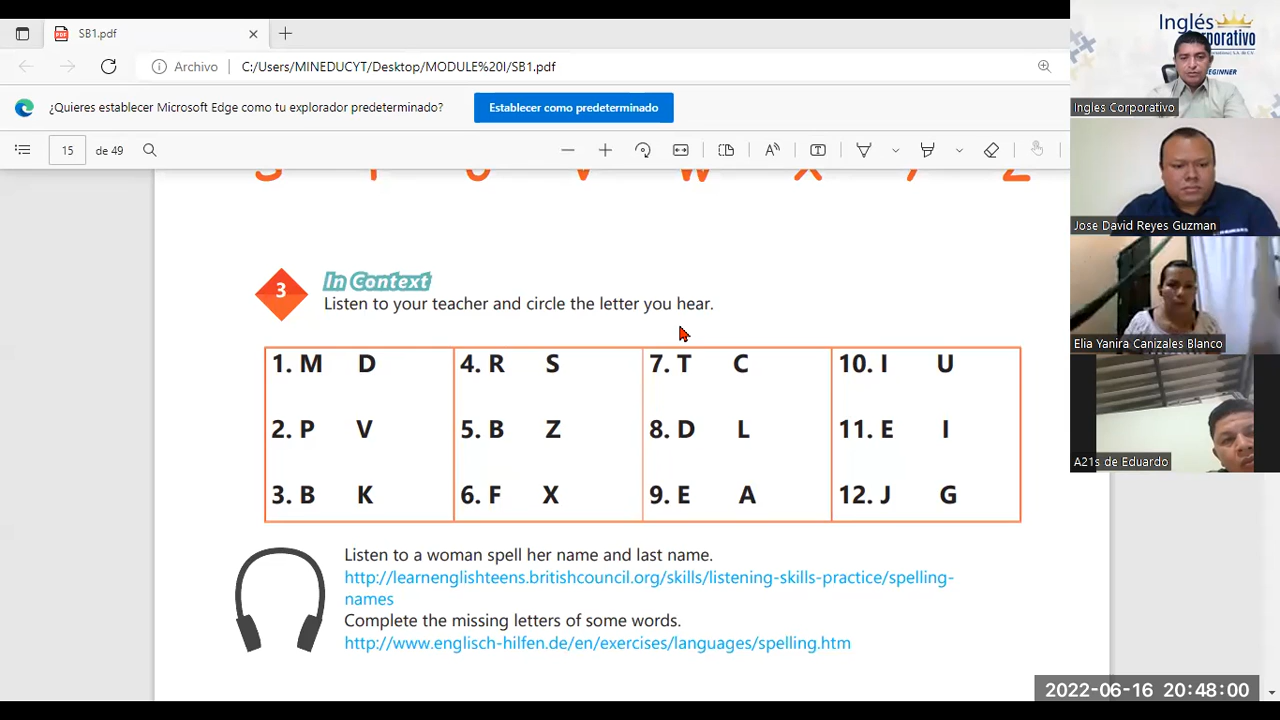 SB1.pdf
Archivo C:/Users/MINEDUCYT/Desktop/MODULE%20I/SB1.pdf
¿Quieres establecer Microsoft Edge como tu explorador predeterminado? Establecer como predeterminado
15 de 49
S T U V W X Y Z
3
In Context
Listen to your teacher and circle the letter you hear.
1. M D 4. R S 7. T C 10. I U
2. P V 5. B Z 8. D L 11. E I
3. B K 6. F X 9. E A 12. J G
Listen to a woman spell her name and last name.
http://learnenglishteens.britishcouncil.org/skills/listening-skills-practice/spelling-
names
Complete the missing letters of some words.
http://www.englisch-hilfen.de/en/exercises/languages/spelling.htm
Inglés
Corporativo
Ingles Corporativo
Jose David Reyes Guzman
Elia Yanira Canizales Blanco
A21s de Eduardo
2022-06-16 20:48:00